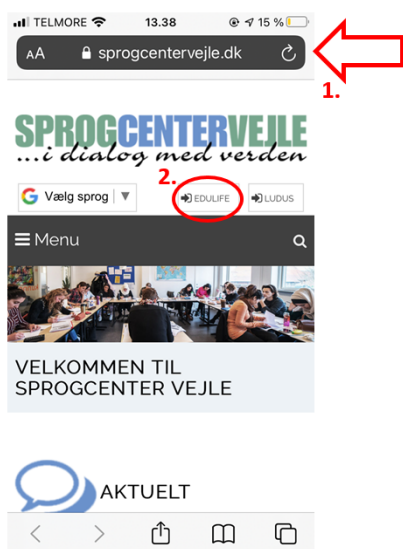 TELMORE 13.38 15 %
AA sprogcentervejle.dk
1.
SPROGCENTERVEJLE
...i dialog med verden
2.
G Vælg sprog ▼ EDULIFE LUDUS
Menu
VELKOMMEN TIL
SPROGCENTER VEJLE
AKTUELT